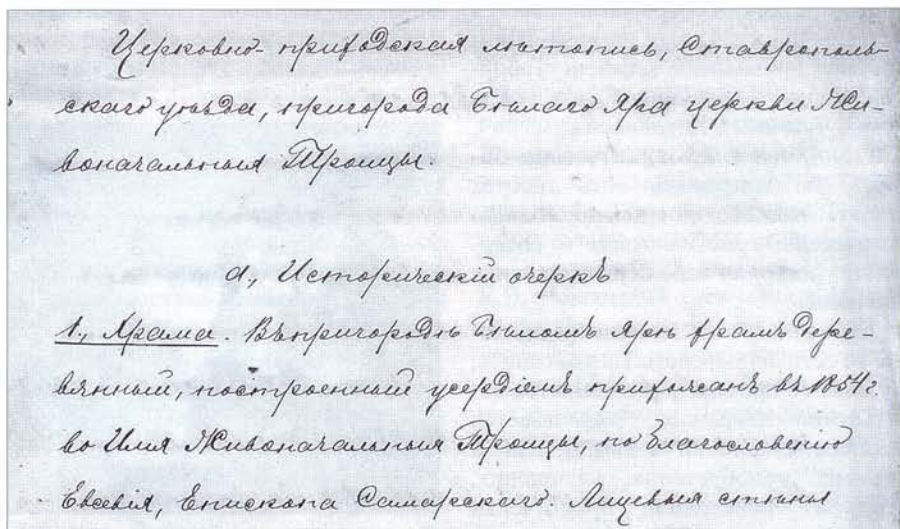 Церковно-приходская лѣтопись, Ставрополь-
скаго уѣзда, пригорода Бѣлаго Яра церкви Жи-
воначальныя Троицы.
а., Историческій очеркъ
1., Храма. Въ пригородѣ Бѣломъ Ярѣ храмъ дере-
вянный, построенный усердіемъ прихожанъ въ 1854 г.
во Имя Живоначальныя Троицы, по благословенію
Евсевія, Епископа Самарскаго. Лицевыя стѣны